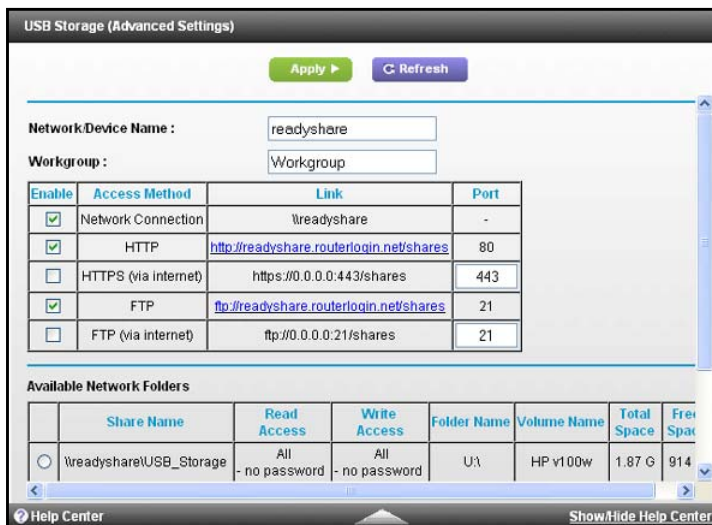 USB Storage (Advanced Settings)
Apply Refresh
Network/Device Name : readyshare
Workgroup : Workgroup
Enable Access Method Link Port
Network Connection \\readyshare -
HTTP http://readyshare.routerlogin.net/shares 80
HTTPS (via internet) https://0.0.0.0:443/shares 443
FTP ftp://readyshare.routerlogin.net/shares 21
FTP (via internet) ftp://0.0.0.0:21/shares 21
Available Network Folders
Share Name Read Access Write Access Folder Name Volume Name Total Space Free Space
\\readyshare\USB_Storage All - no password All - no password U:\ HP v100w 1.87 G 914
Help Center Show/Hide Help Center